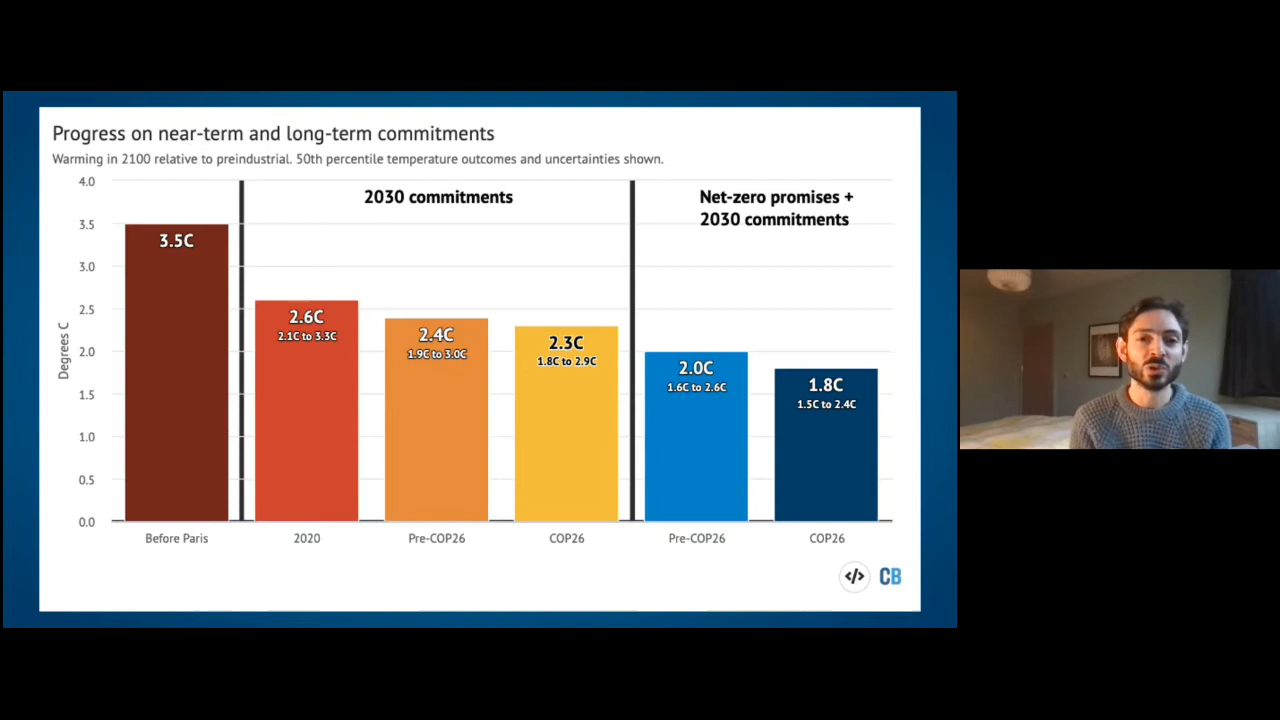 Progress on near-term and long-term commitments
Warming in 2100 relative to preindustrial. 50th percentile temperature outcomes and uncertainties shown.
Degrees C
4.0
3.5
3.0
2.5
2.0
1.5
1.0
0.5
0.0
2030 commitments
Net-zero promises +
2030 commitments
3.5C
2.6C
2.1C to 3.3C
2.4C
1.9C to 3.0C
2.3C
1.8C to 2.9C
2.0C
1.6C to 2.6C
1.8C
1.5C to 2.4C
Before Paris
2020
Pre-COP26
COP26
Pre-COP26
COP26
</>
CB